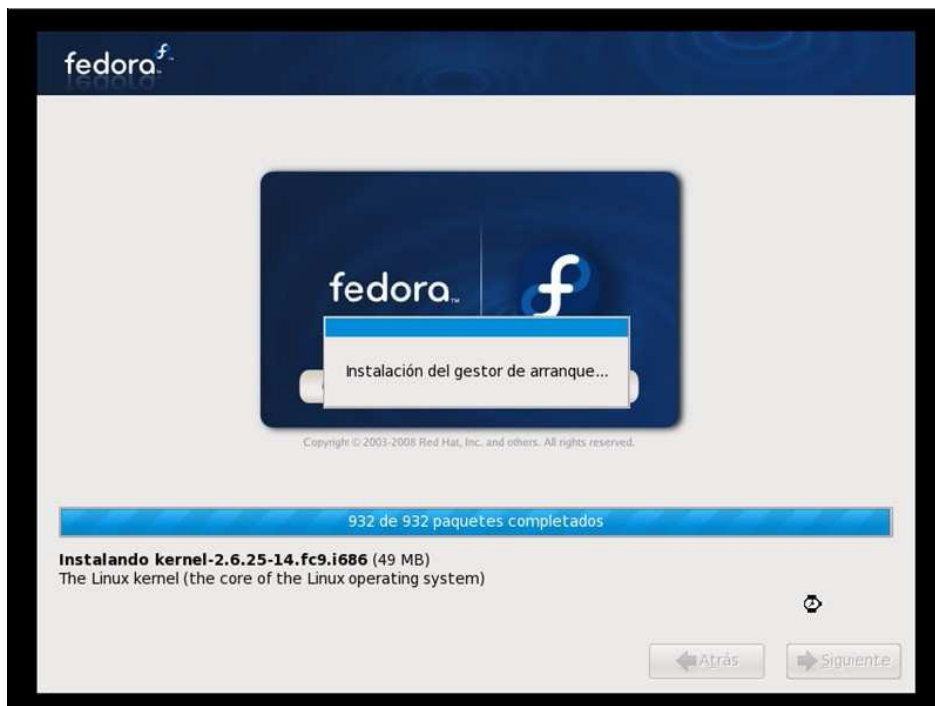 fedora
fedora™
Instalación del gestor de arranque...
Copyright © 2003-2008 Red Hat, Inc. and others. All rights reserved.
932 de 932 paquetes completados
Instalando kernel-2.6.25-14.fc9.i686 (49 MB)
The Linux kernel (the core of the Linux operating system)
Atrás
Siguiente